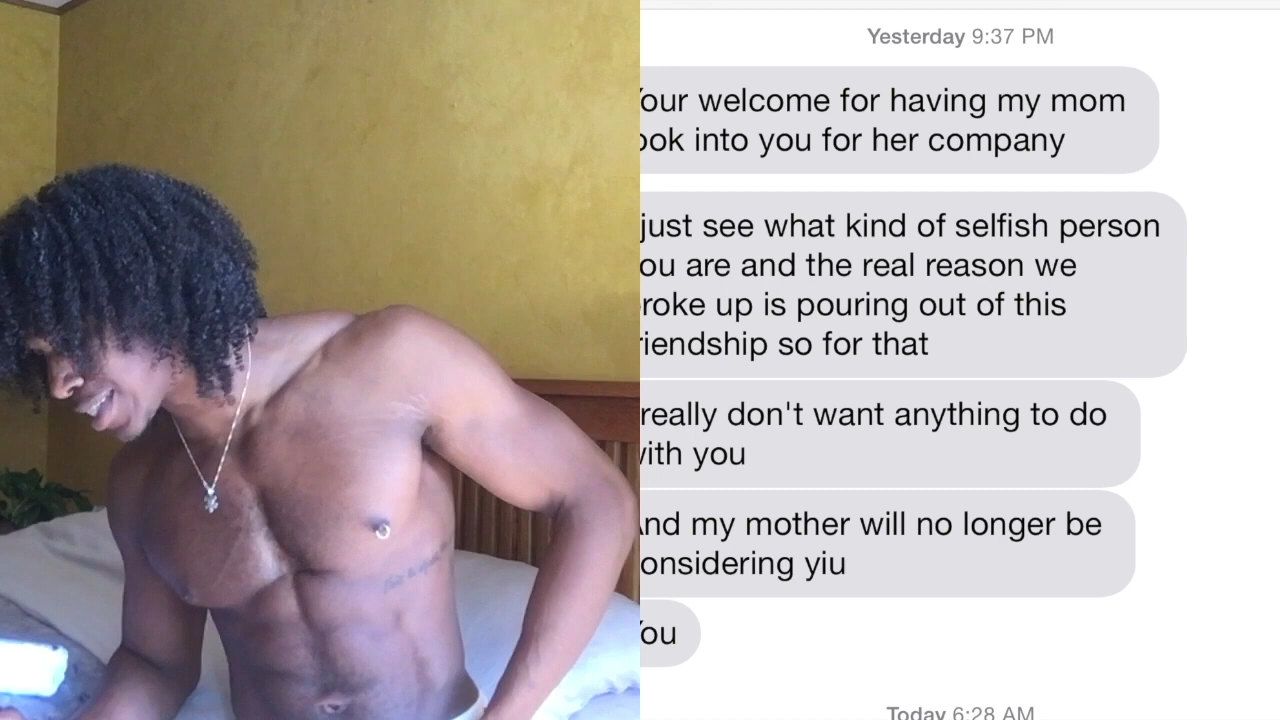 Yesterday 9:37 PM
our welcome for having my mom
ook into you for her company
just see what kind of selfish person
ou are and the real reason we
roke up is pouring out of this
riendship so for that
really don't want anything to do
ith you
nd my mother will no longer be
onsidering yiu
ou
Today 6:28 AM